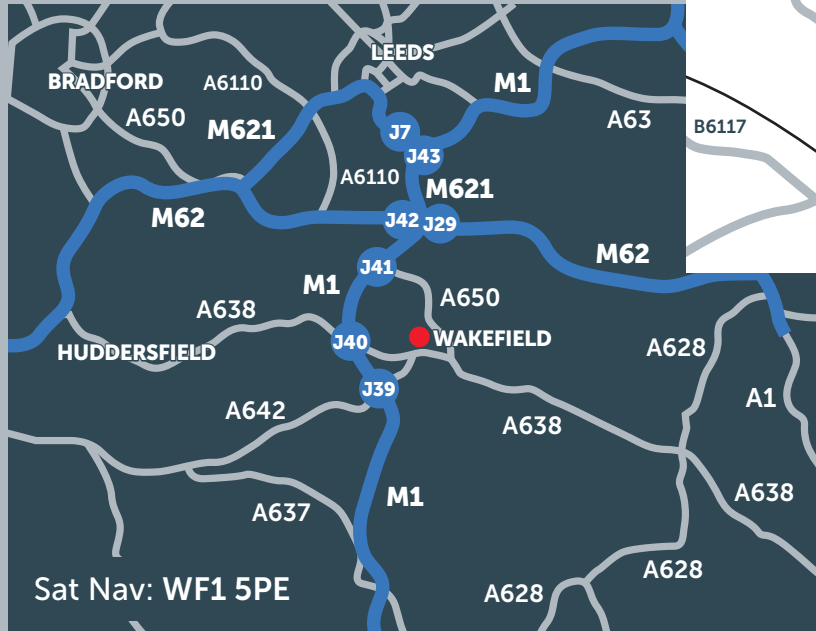 LEEDS
BRADFORD
A6110
M1
A650
M621
A63
B6117
J7
J43
A6110
M621
M62
J42
J29
M62
J41
M1
A650
A638
J40
WAKEFIELD
HUDDERSFIELD
A628
J39
A642
A1
A638
M1
A638
A637
A628
Sat Nav: WF1 5PE
A628